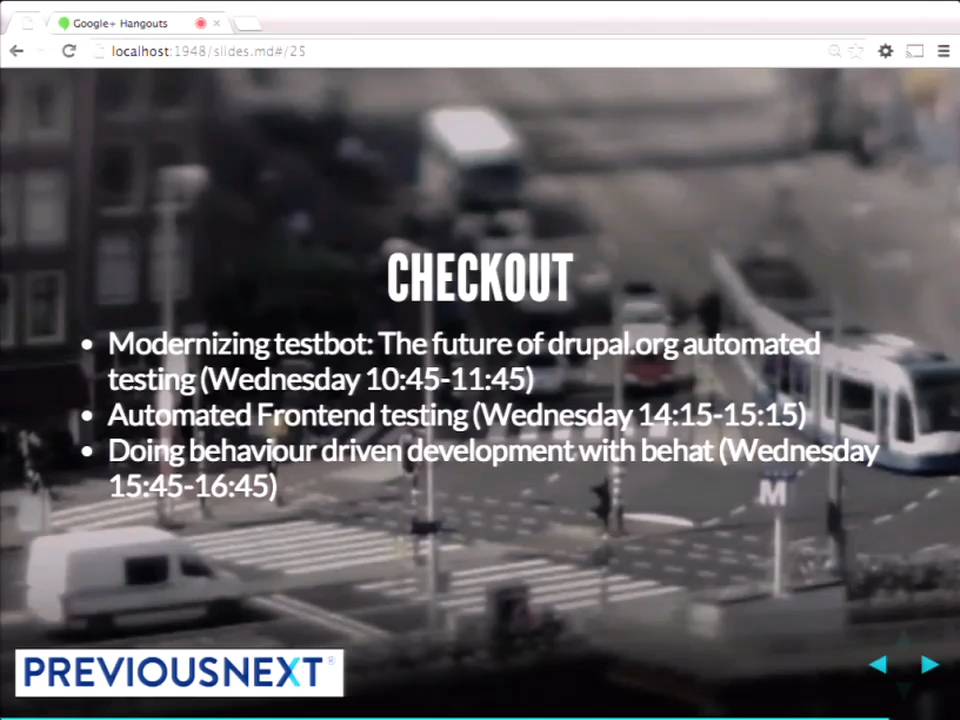 Google+ Hangouts
localhost:1948/slides.md#/25
CHECKOUT
• Modernizing testbot: The future of drupal.org automated
testing (Wednesday 10:45-11:45)
• Automated Frontend testing (Wednesday 14:15-15:15)
• Doing behaviour driven development with behat (Wednesday
15:45-16:45)
M
PREVIOUSNEXT®